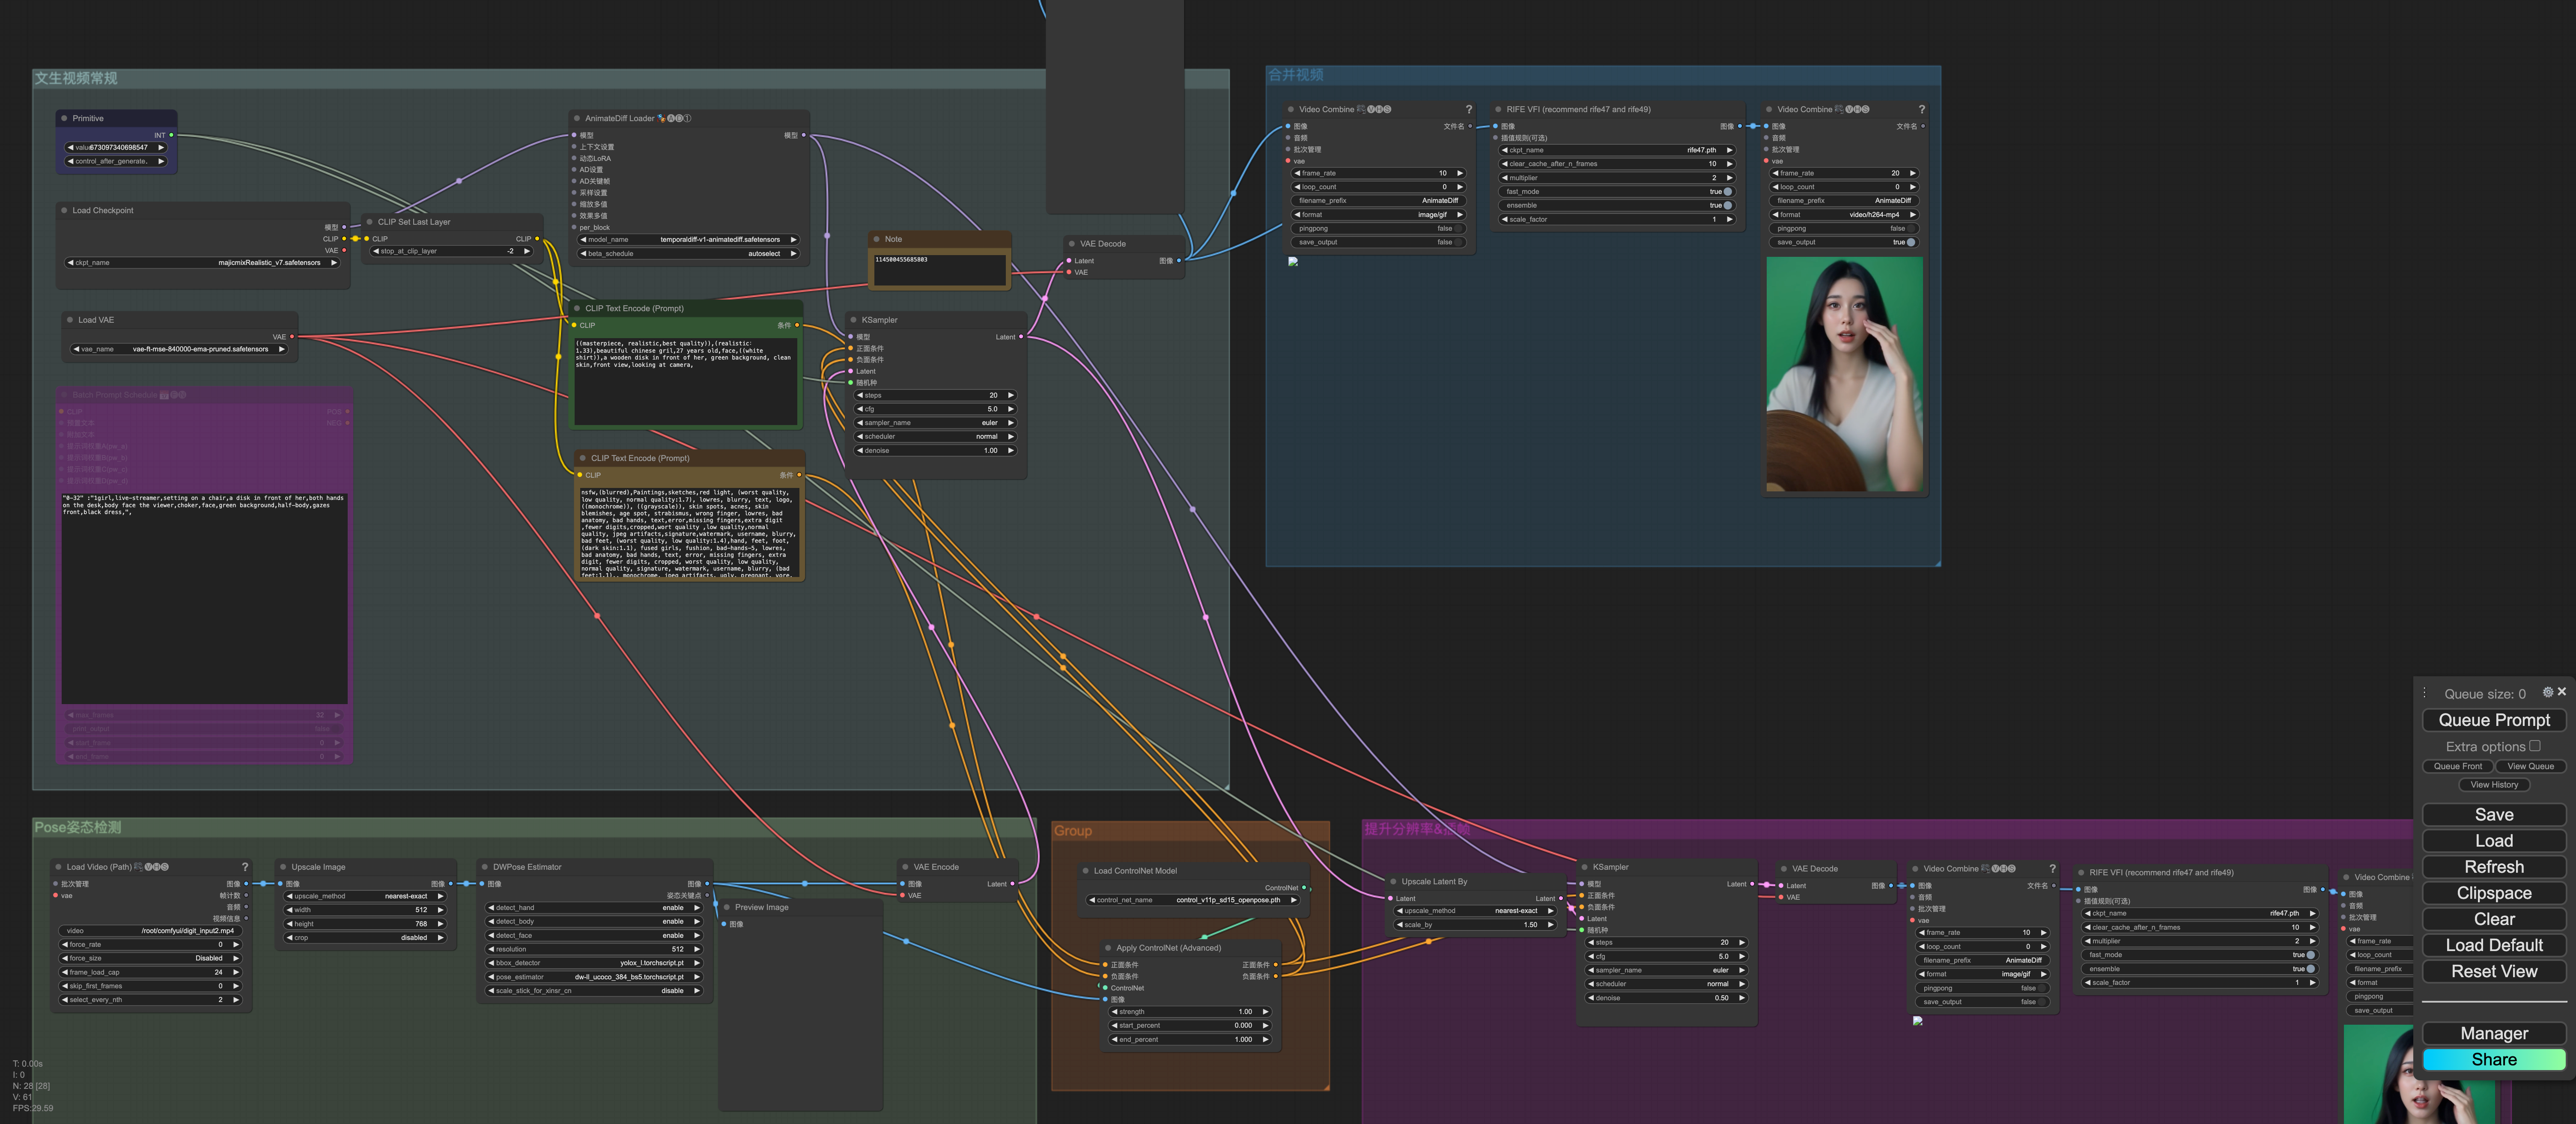 文生视频常规
Primitive
INT
value 673097340698547
control_after_generate.
Load Checkpoint
模型
CLIP
VAE
ckpt_name majicmixRealistic_v7.safetensors
CLIP Set Last Layer
CLIP CLIP
stop_at_clip_layer -2
Load VAE
VAE
vae_name vae-ft-mse-840000-ema-pruned.safetensors
Batch Prompt Schedule
CLIP POS
NEG
"0-32" :"1girl,live-streamer,setting on a chair,a disk in front of her,both hands
on the desk,body face the viewer,choker,face,green background,half-body,gazes
front,black dress,",
max_frames 32
print_output false
start_frame 0
end_frame 0
AnimateDiff Loader
模型 模型
上下文设置
动态LoRA
AD设置
AD关键帧
采样设置
缩放多值
效果多值
per_block
model_name temporaldiff-v1-animatediff.safetensors
beta_schedule autoselect
CLIP Text Encode (Prompt)
CLIP 条件
((masterpiece, realistic,best quality)),(realistic:
1.33),beautiful chinese gril,27 years old,face,((white
shirt)),a wooden disk in front of her, green background, clean
skin,front view,looking at camera,
CLIP Text Encode (Prompt)
CLIP 条件
nsfw,(blurred),Paintings,sketches,red light, (worst quality,
low quality, normal quality:1.7), lowres, blurry, text, logo,
((monochrome)), ((grayscale)), skin spots, acnes, skin
blemishes, age spot, strabismus, wrong finger, lowres, bad
anatomy, bad hands, text,error,missing fingers,extra digit
,fewer digits,cropped,wort quality ,low quality,normal
quality, jpeg artifacts,signature,watermark, username, blurry,
bad feet, (worst quality, low quality:1.4),hand, feet, foot,
(dark skin:1.1), fused girls, fushion, bad-hands-5, lowres,
bad anatomy, bad hands, text, error, missing fingers, extra
digit, fewer digits, cropped, worst quality, low quality,
normal quality, signature, watermark, username, blurry, (bad
feet:1.1),, monochrome, jpeg artifacts, ugly, pregnant, vore,
Note
114500455685803
KSampler
模型 Latent
正面条件
负面条件
Latent
随机种
steps 20
cfg 5.0
sampler_name euler
scheduler normal
denoise 1.00
VAE Decode
Latent 图像
VAE
合并视频
Video Combine VHS ?
图像 文件名
音频
批次管理
vae
frame_rate 10
loop_count 0
filename_prefix AnimateDiff
format image/gif
pingpong false
save_output false
RIFE VFI (recommend rife47 and rife49)
图像 图像
插值规则(可选)
ckpt_name rife47.pth
clear_cache_after_n_frames 10
multiplier 2
fast_mode true
ensemble true
scale_factor 1
Video Combine VHS ?
图像 文件名
音频
批次管理
vae
frame_rate 20
loop_count 0
filename_prefix AnimateDiff
format video/h264-mp4
pingpong false
save_output true
Pose姿态检测
Load Video (Path) VHS ?
批次管理 图像
vae 帧计数
音频
视频信息
video /root/comfyui/digit_input2.mp4
force_rate 0
force_size Disabled
frame_load_cap 24
skip_first_frames 0
select_every_nth 2
Upscale Image
图像 图像
upscale_method nearest-exact
width 512
height 768
crop disabled
DWPose Estimator
图像 图像
姿态关键点
detect_hand enable
detect_body enable
detect_face enable
resolution 512
bbox_detector yolox_l.torchscript.pt
pose_estimator dw-ll_ucoco_384_bs5.torchscript.pt
scale_stick_for_xinsr_cn disable
Preview Image
图像
VAE Encode
图像 Latent
VAE
Group
Load ControlNet Model
ControlNet
control_net_name control_v11p_sd15_openpose.pth
Apply ControlNet (Advanced)
正面条件 正面条件
负面条件 负面条件
ControlNet
图像
strength 1.00
start_percent 0.000
end_percent 1.000
提升分辨率&插帧
Upscale Latent By
Latent Latent
upscale_method nearest-exact
scale_by 1.50
KSampler
模型 Latent
正面条件
负面条件
Latent
随机种
steps 20
cfg 5.0
sampler_name euler
scheduler normal
denoise 0.50
VAE Decode
Latent 图像
VAE
Video Combine VHS ?
图像 文件名
音频
批次管理
vae
frame_rate 10
loop_count 0
filename_prefix AnimateDiff
format image/gif
pingpong false
save_output false
RIFE VFI (recommend rife47 and rife49)
图像 图像
插值规则(可选)
ckpt_name rife47.pth
clear_cache_after_n_frames 10
multiplier 2
fast_mode true
ensemble true
scale_factor 1
Video Combine
图像
音频
批次管理
vae
frame_rate
loop_count
filename_prefix
format
pingpong
save_output
Queue size: 0
Queue Prompt
Extra options
Queue Front View Queue
View History
Save
Load
Refresh
Clipspace
Clear
Load Default
Reset View
Manager
Share
T: 0.00s
I: 0
N: 28 [28]
V: 61
FPS:29.59